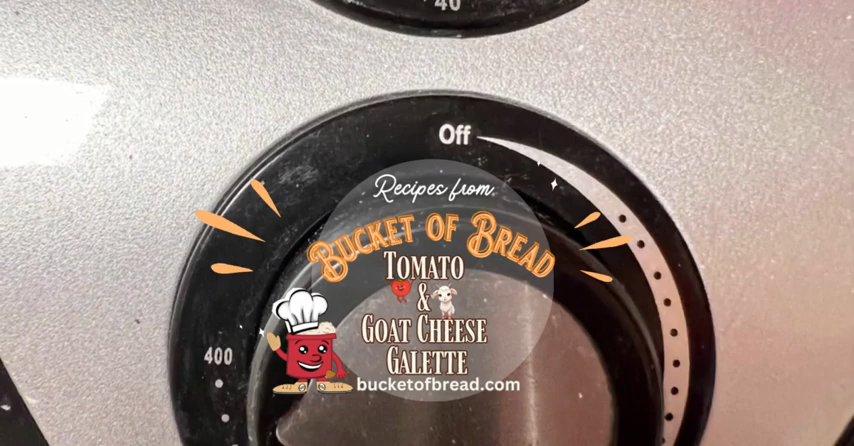 40
Off
Recipes from
BUCKET OF BREAD
TOMATO
&
GOAT CHEESE
GALETTE
400
bucketofbread.com